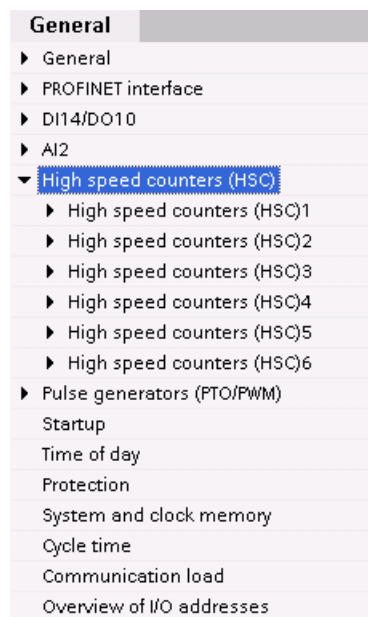 General
General
PROFINET interface
DI14/DO10
AI2
High speed counters (HSC)
High speed counters (HSC)1
High speed counters (HSC)2
High speed counters (HSC)3
High speed counters (HSC)4
High speed counters (HSC)5
High speed counters (HSC)6
Pulse generators (PTO/PWM)
Startup
Time of day
Protection
System and clock memory
Cycle time
Communication load
Overview of I/O addresses